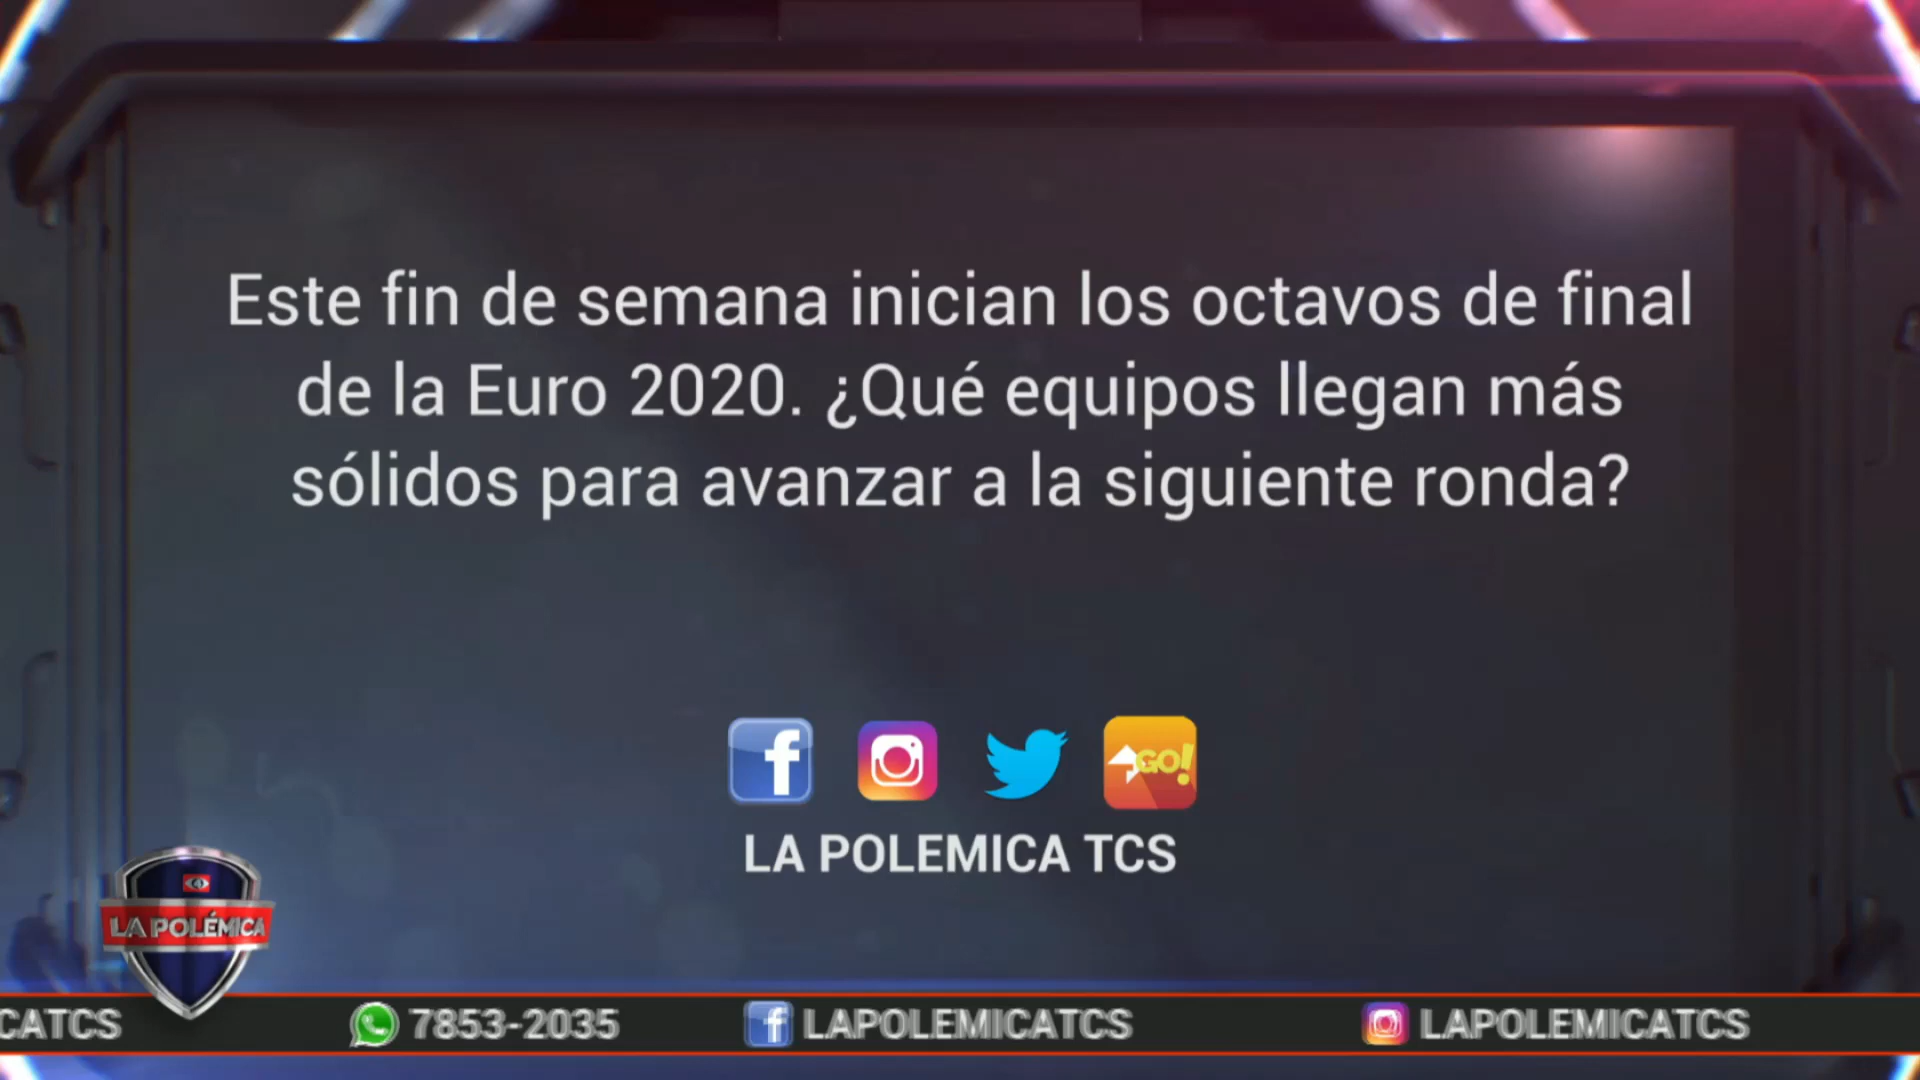 Este fin de semana inician los octavos de final
de la Euro 2020. ¿Qué equipos llegan más
sólidos para avanzar a la siguiente ronda?
GO!
LA POLEMICA TCS
4
LA POLÉMICA
CATCS 7853-2035 LAPOLEMICATCS LAPOLEMICATCS